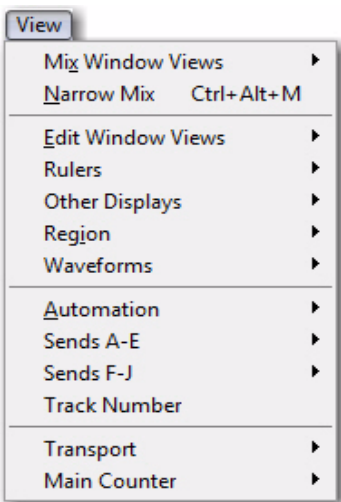 View
Mix Window Views
Narrow Mix Ctrl+Alt+M
Edit Window Views
Rulers
Other Displays
Region
Waveforms
Automation
Sends A-E
Sends F-J
Track Number
Transport
Main Counter